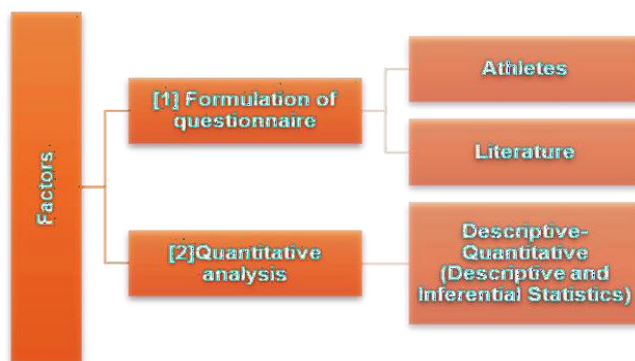 Factors
[1] Formulation of
questionnaire
Athletes
Literature
[2]Quantitative
analysis
Descriptive-
Quantitative
(Descriptive and
Inferential Statistics)